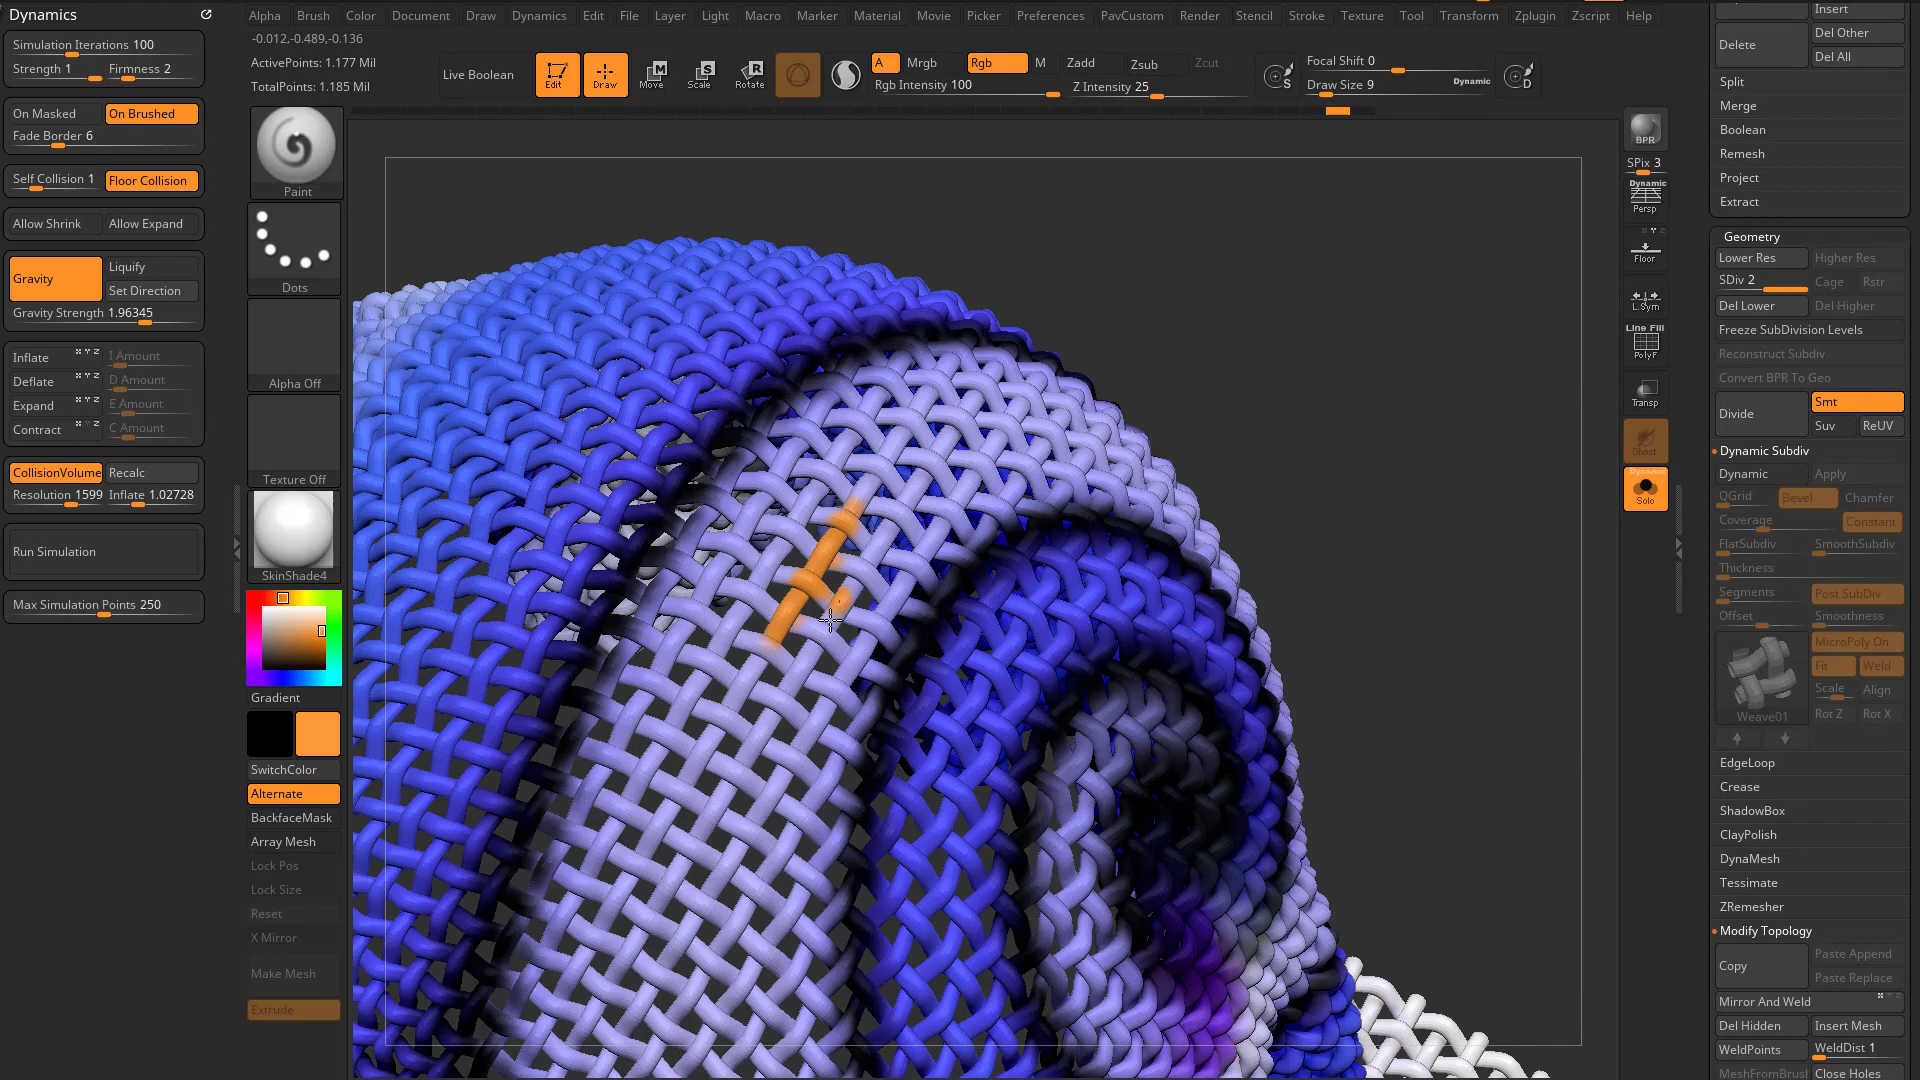 Dynamics
Simulation Iterations 100
Strength 1 Firmness 2
On Masked On Brushed
Fade Border 6
Self Collision 1 Floor Collision
Allow Shrink Allow Expand
Gravity
Liquify
Set Direction
Gravity Strength 1.96345
Inflate X Y Z I Amount
Deflate X Y Z D Amount
Expand X Y Z E Amount
Contract X Y Z C Amount
CollisionVolume Recalc
Resolution 1599 Inflate 1.02728
Run Simulation
Max Simulation Points 250
Alpha Brush Color Document Draw Dynamics Edit File Layer Light Macro Marker Material Movie Picker Preferences PavCustom Render Stencil Stroke Texture Tool Transform Zplugin Zscript Help
-0.012,-0.489,-0.136
ActivePoints: 1.177 Mil
TotalPoints: 1.185 Mil
Live Boolean
Edit
Draw
Move
Scale
Rotate
A Mrgb Rgb M Zadd Zsub Zcut
Rgb Intensity 100
Z Intensity 25
S
Focal Shift 0
Draw Size 9 Dynamic
D
Paint
Dots
Alpha Off
Texture Off
SkinShade4
Gradient
SwitchColor
Alternate
BackfaceMask
Array Mesh
Lock Pos
Lock Size
Reset
X Mirror
Make Mesh
Extrude
BPR
SPix 3
Dynamic
Persp
Floor
L.Sym
Line Fill
PolyF
Transp
Ghost
Dynamic
Solo
Insert
Delete
Del Other
Del All
Split
Merge
Boolean
Remesh
Project
Extract
Geometry
Lower Res Higher Res
SDiv 2 Cage Rstr
Del Lower Del Higher
Freeze SubDivision Levels
Reconstruct Subdiv
Convert BPR To Geo
Divide
Smt
Suv ReUV
Dynamic Subdiv
Dynamic Apply
QGrid Bevel Chamfer
Coverage Constant
FlatSubdiv SmoothSubdiv
Thickness
Segments Post SubDiv
Offset Smoothness
Weave01
MicroPoly On
Fit Weld
Scale Align
Rot Z Rot X
EdgeLoop
Crease
ShadowBox
ClayPolish
DynaMesh
Tessimate
ZRemesher
Modify Topology
Copy
Paste Append
Paste Replace
Mirror And Weld
Del Hidden Insert Mesh
WeldPoints WeldDist 1
MeshFromBrush Close Holes